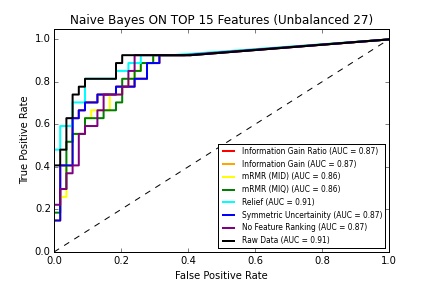 Naive Bayes ON TOP 15 Features (Unbalanced 27)
True Positive Rate
1.0
0.8
0.6
0.4
0.2
0.0
Information Gain Ratio (AUC = 0.87)
Information Gain (AUC = 0.87)
mRMR (MID) (AUC = 0.86)
mRMR (MIQ) (AUC = 0.86)
Relief (AUC = 0.91)
Symmetric Uncertainity (AUC = 0.87)
No Feature Ranking (AUC = 0.87)
Raw Data (AUC = 0.91)
0.0 0.2 0.4 0.6 0.8 1.0
False Positive Rate